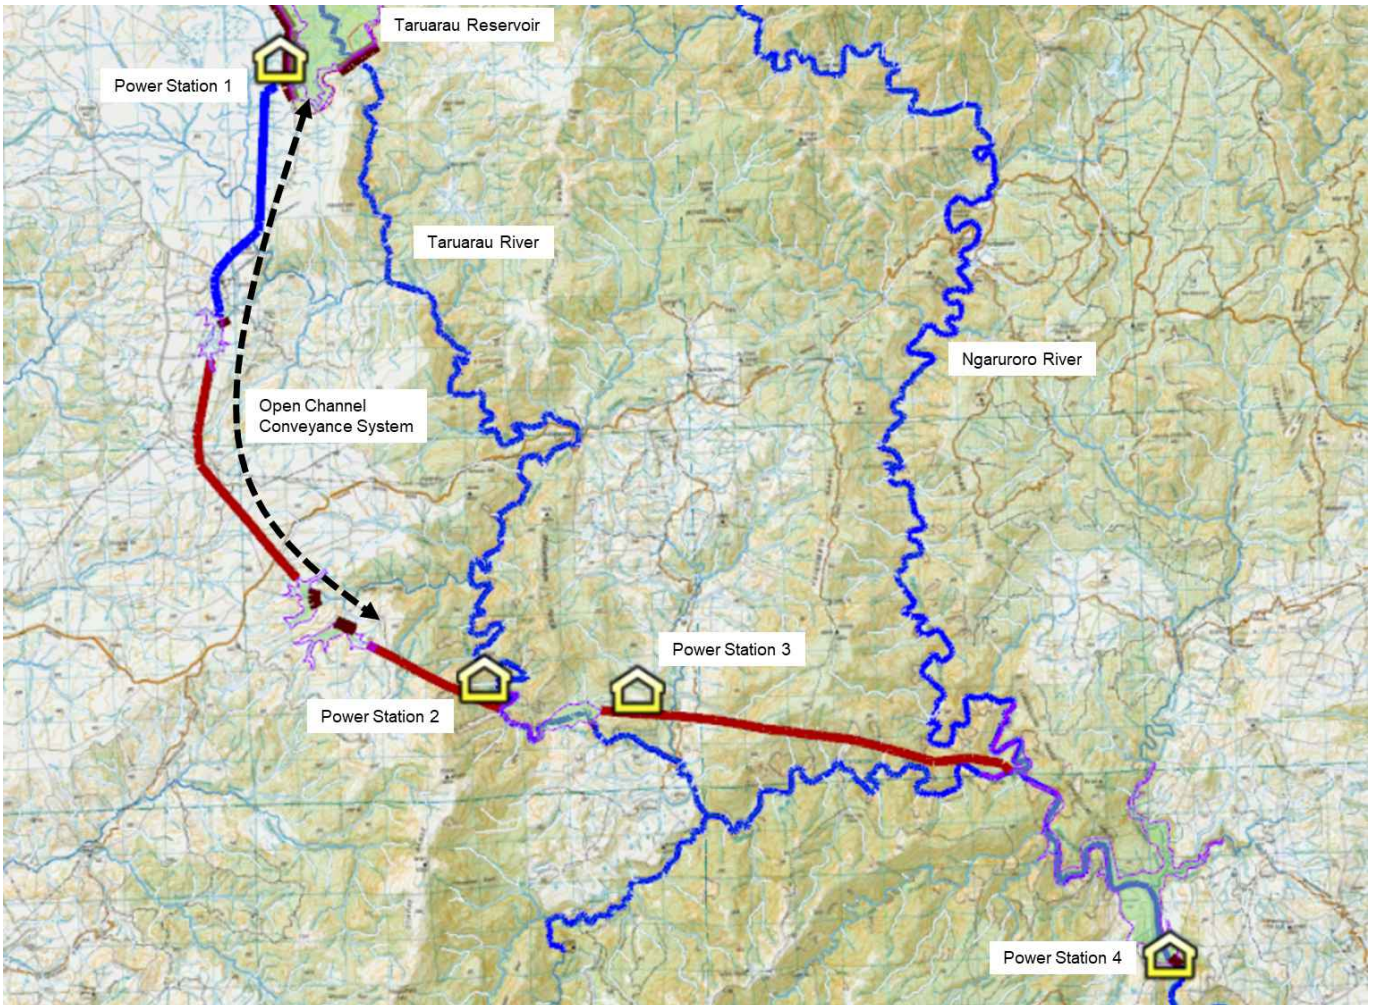 Taruarau Reservoir
Power Station 1
Taruarau River
Ngaruroro River
Open Channel
Conveyance System
Power Station 3
Power Station 2
Power Station 4